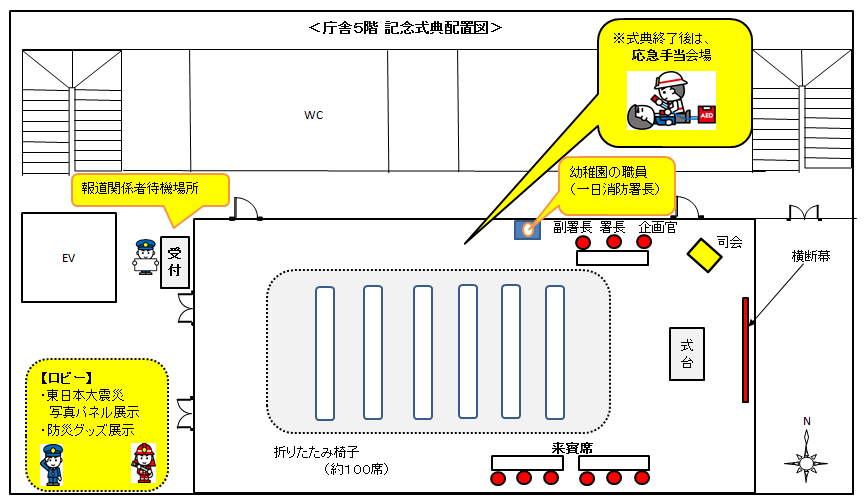 ＜庁舎５階 記念式典配置図＞
※式典終了後は、
応急手当会場
AED
WC
報道関係者待機場所
幼稚園の職員
（一日消防署長）
副署長 署長 企画官
司会
横断幕
EV
受付
式台
【ロビー】
・東日本大震災
写真パネル展示
・防災グッズ展示
折りたたみ椅子
（約１００席）
来賓席
N